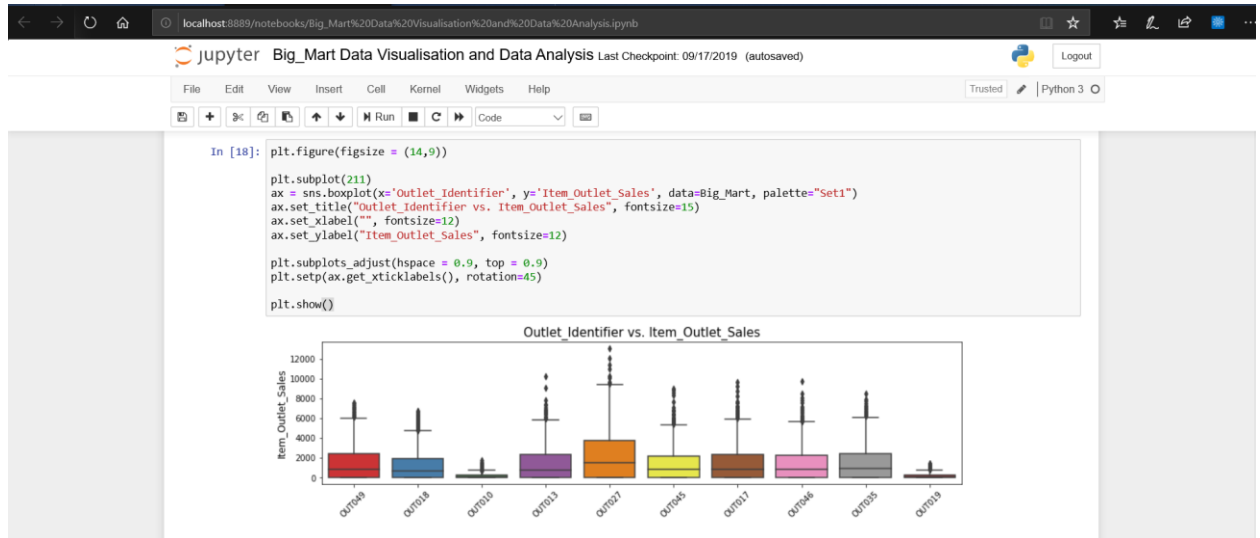 localhost:8889/notebooks/Big_Mart%20Data%20Visualisation%20and%20Data%20Analysis.ipynb
jupyter Big_Mart Data Visualisation and Data Analysis Last Checkpoint: 09/17/2019 (autosaved) Logout
File Edit View Insert Cell Kernel Widgets Help Trusted Python 3
Run Code
In [18]: plt.figure(figsize = (14,9))
plt.subplot(211)
ax = sns.boxplot(x='Outlet_Identifier', y='Item_Outlet_Sales', data=Big_Mart, palette="Set1")
ax.set_title("Outlet_Identifier vs. Item_Outlet_Sales", fontsize=15)
ax.set_xlabel("", fontsize=12)
ax.set_ylabel("Item_Outlet_Sales", fontsize=12)
plt.subplots_adjust(hspace = 0.9, top = 0.9)
plt.setp(ax.get_xticklabels(), rotation=45)
plt.show()
Outlet_Identifier vs. Item_Outlet_Sales
Item_Outlet_Sales
12000
10000
8000
6000
4000
2000
0
OUT049 OUT018 OUT010 OUT013 OUT027 OUT045 OUT017 OUT046 OUT035 OUT019